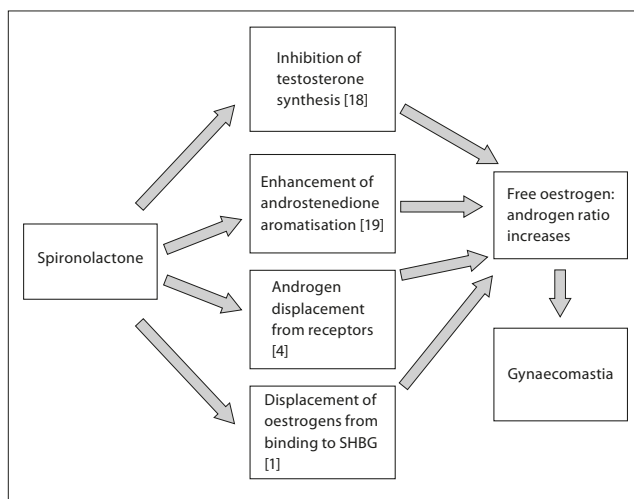 Inhibition of
testosterone
synthesis [18]
Enhancement of
androstenedione
aromatisation [19]
Free oestrogen:
androgen ratio
increases
Spironolactone
Androgen
displacement
from receptors
[4]
Gynaecomastia
Displacement of
oestrogens from
binding to SHBG
[1]